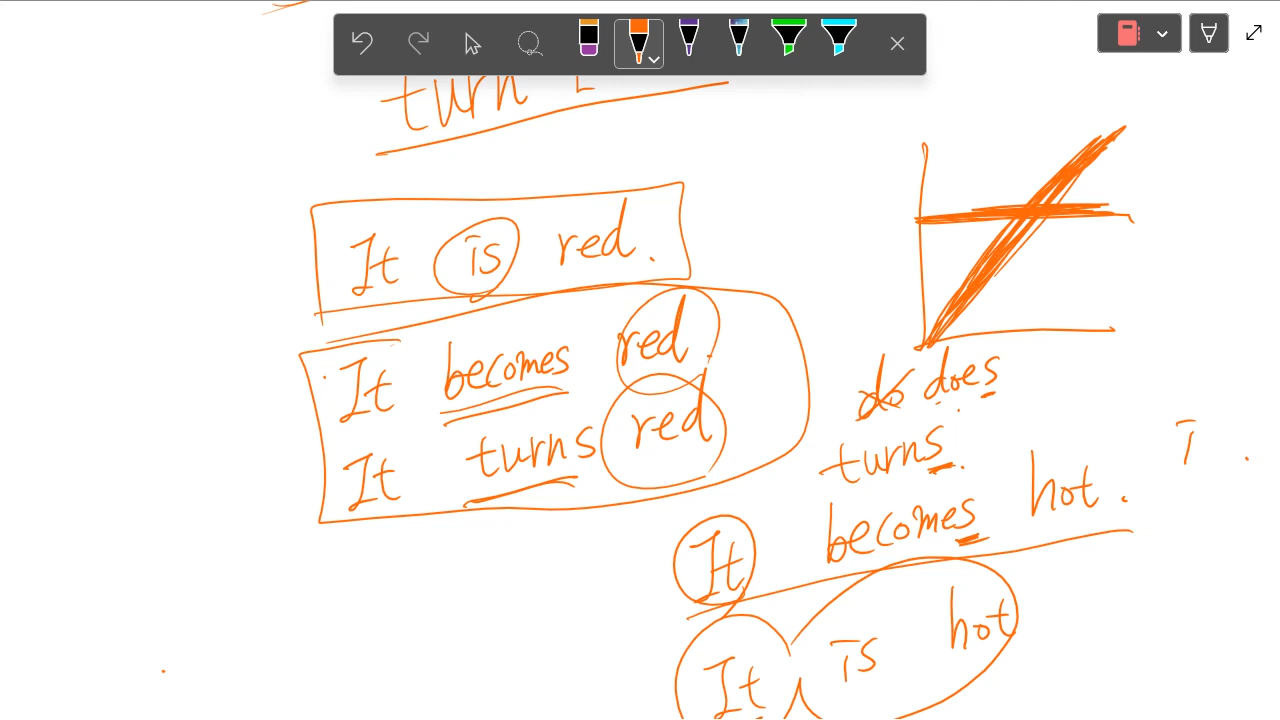 turn
It is red.
It becomes red.
It turns red
do does
turns.
It becomes hot.
It is hot